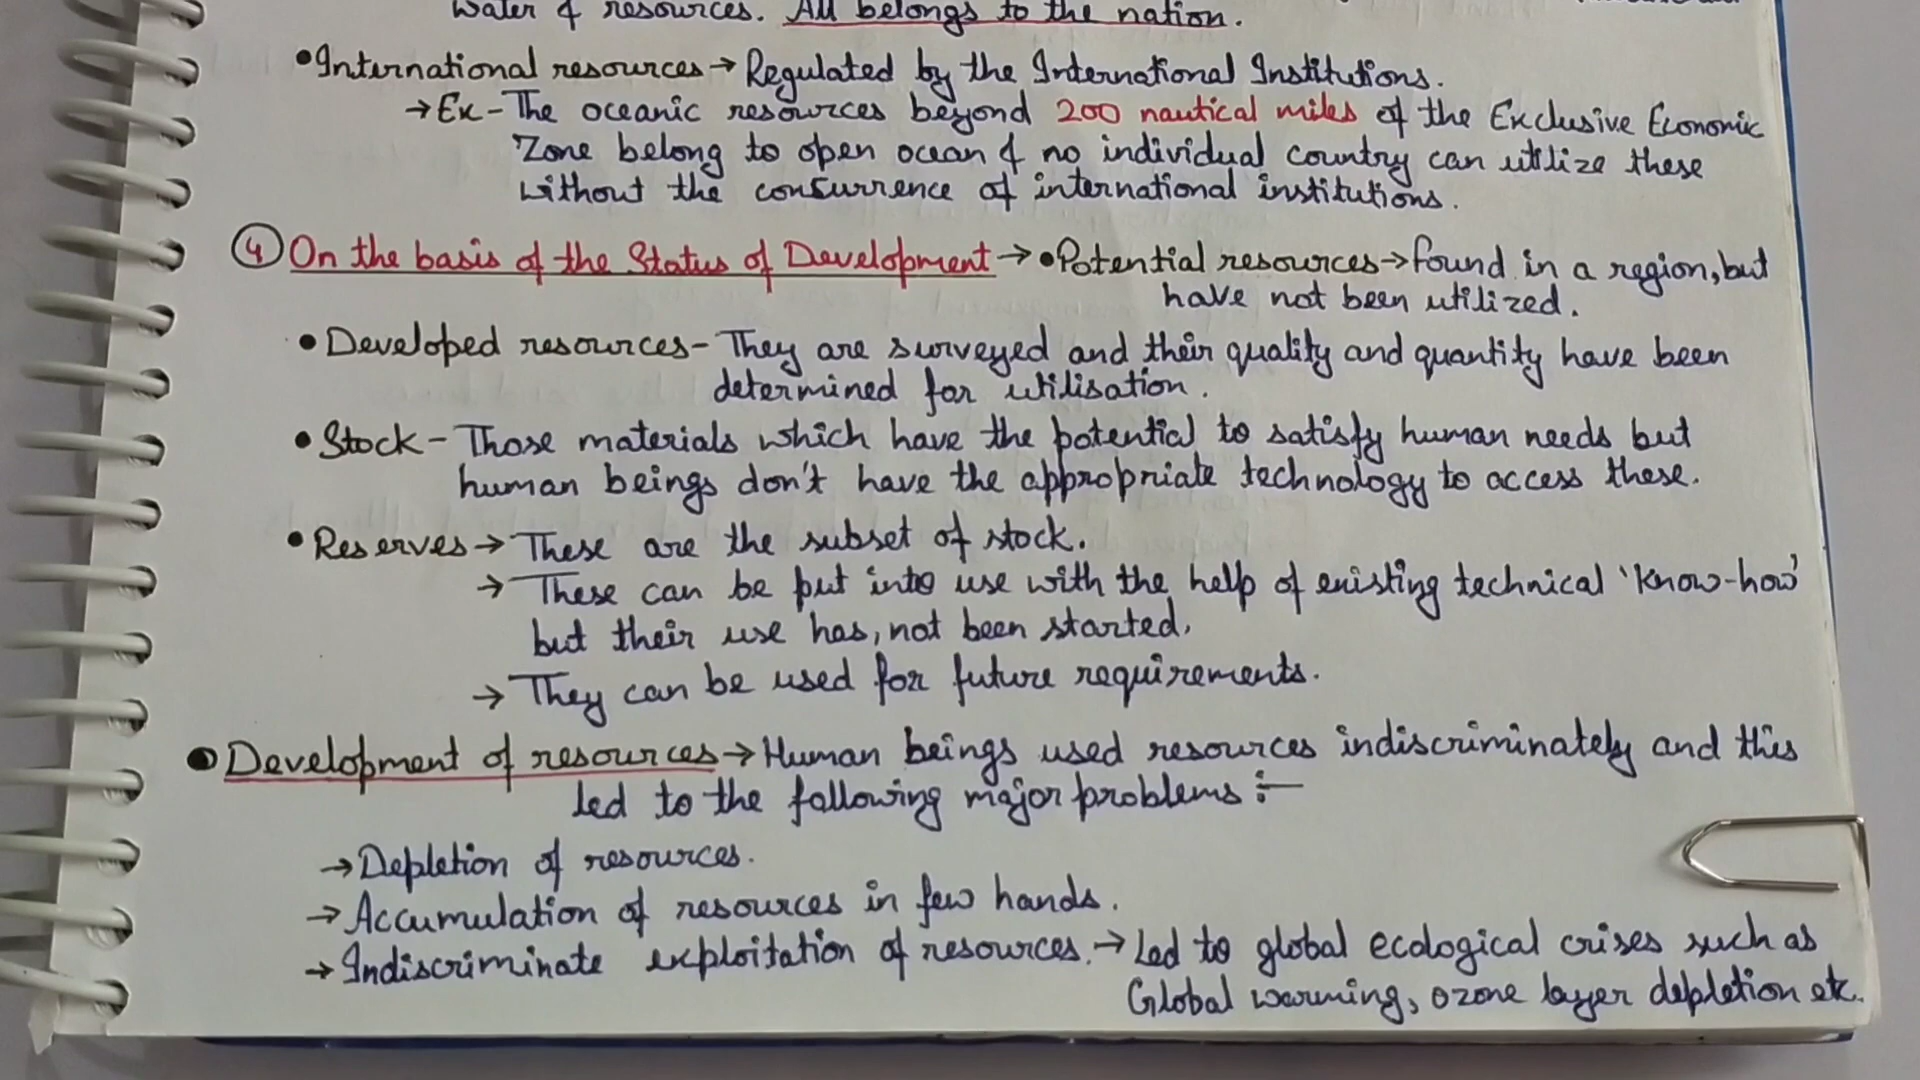 water & resources. All belongs to the nation.
• International resources → Regulated by the International Institutions.
→ Ex - The oceanic resources beyond 200 nautical miles of the Exclusive Economic
Zone belong to open ocean & no individual country can utilize these
without the concurrence of international institutions.
④ On the basis of the Status of Development → • Potential resources → found in a region, but
have not been utilized.
• Developed resources - They are surveyed and their quality and quantity have been
determined for utilisation.
• Stock - Those materials which have the potential to satisfy human needs but
human beings don't have the appropriate technology to access these.
• Reserves → These are the subset of stock.
→ These can be put into use with the help of existing technical 'know-how'
but their use has, not been started.
→ They can be used for future requirements.
• Development of resources → Human beings used resources indiscriminately and this
led to the following major problems :-
→ Depletion of resources.
→ Accumulation of resources in few hands.
→ Indiscriminate exploitation of resources. → Led to global ecological crises such as
Global warming, ozone layer depletion etc.